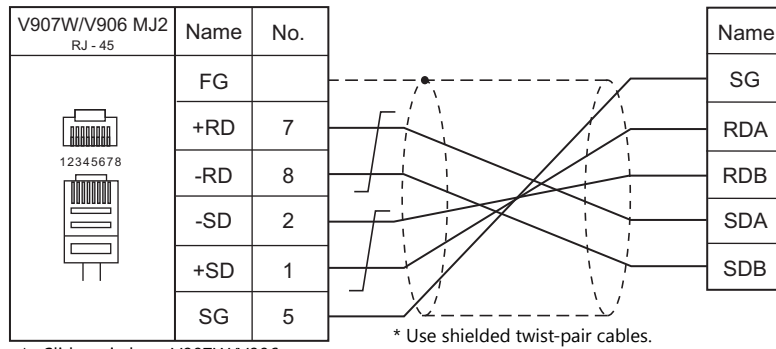 V907W/V906 MJ2 Name No. Name
RJ - 45
FG SG
+RD 7 RDA
12345678
-RD 8 RDB
-SD 2 SDA
+SD 1 SDB
SG 5
* Use shielded twist-pair cables.